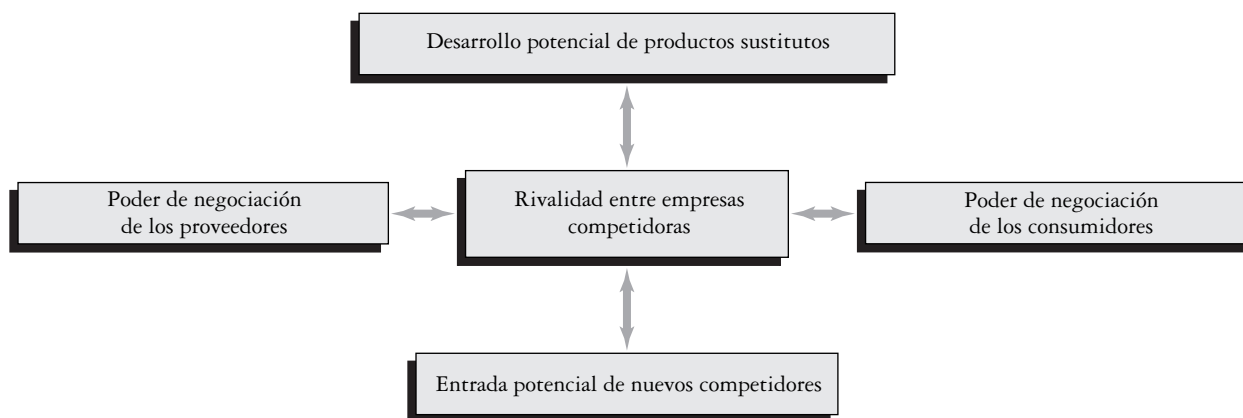 Desarrollo potencial de productos sustitutos
Poder de negociación
de los proveedores
Rivalidad entre empresas
competidoras
Poder de negociación
de los consumidores
Entrada potencial de nuevos competidores